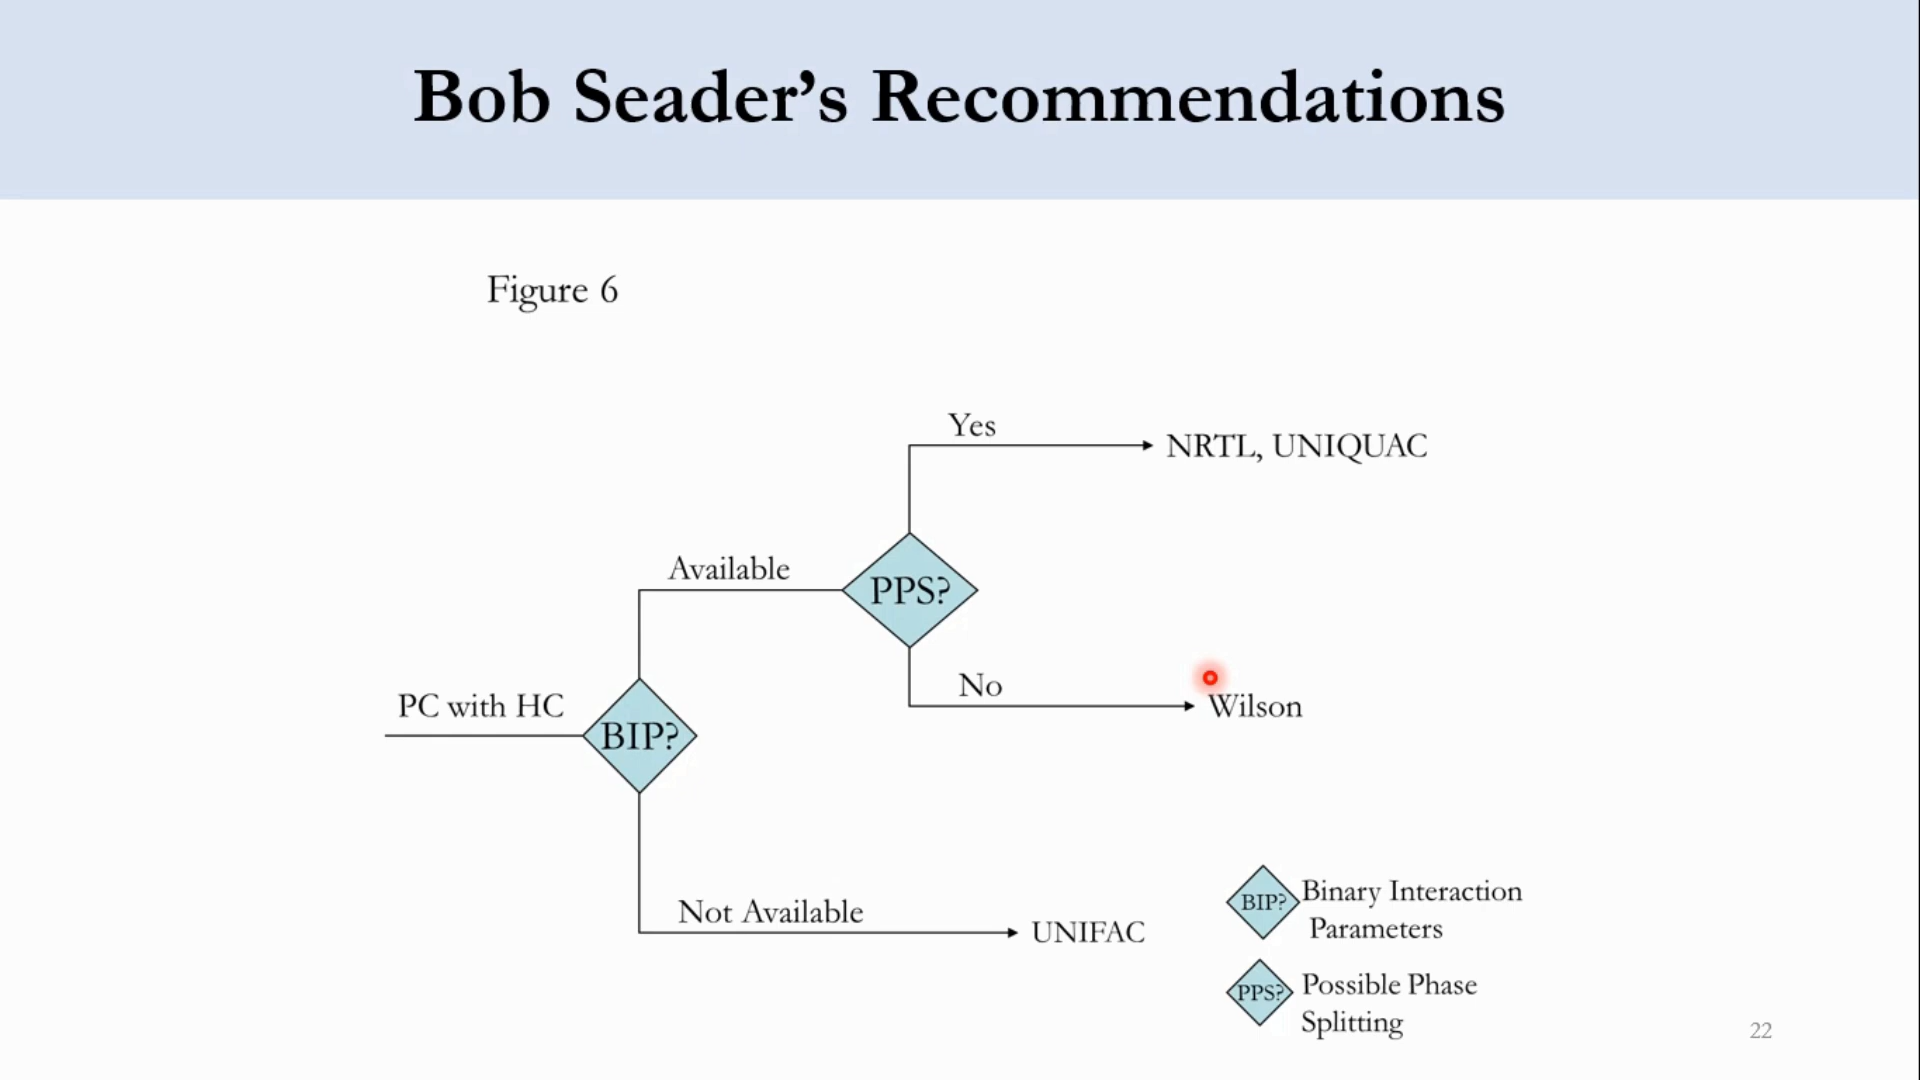 Bob Seader’s Recommendations
Figure 6
Yes
NRTL, UNIQUAC
Available
PPS?
No
Wilson
PC with HC
BIP?
Not Available
UNIFAC
BIP?
Binary Interaction
Parameters
PPS?
Possible Phase
Splitting
22